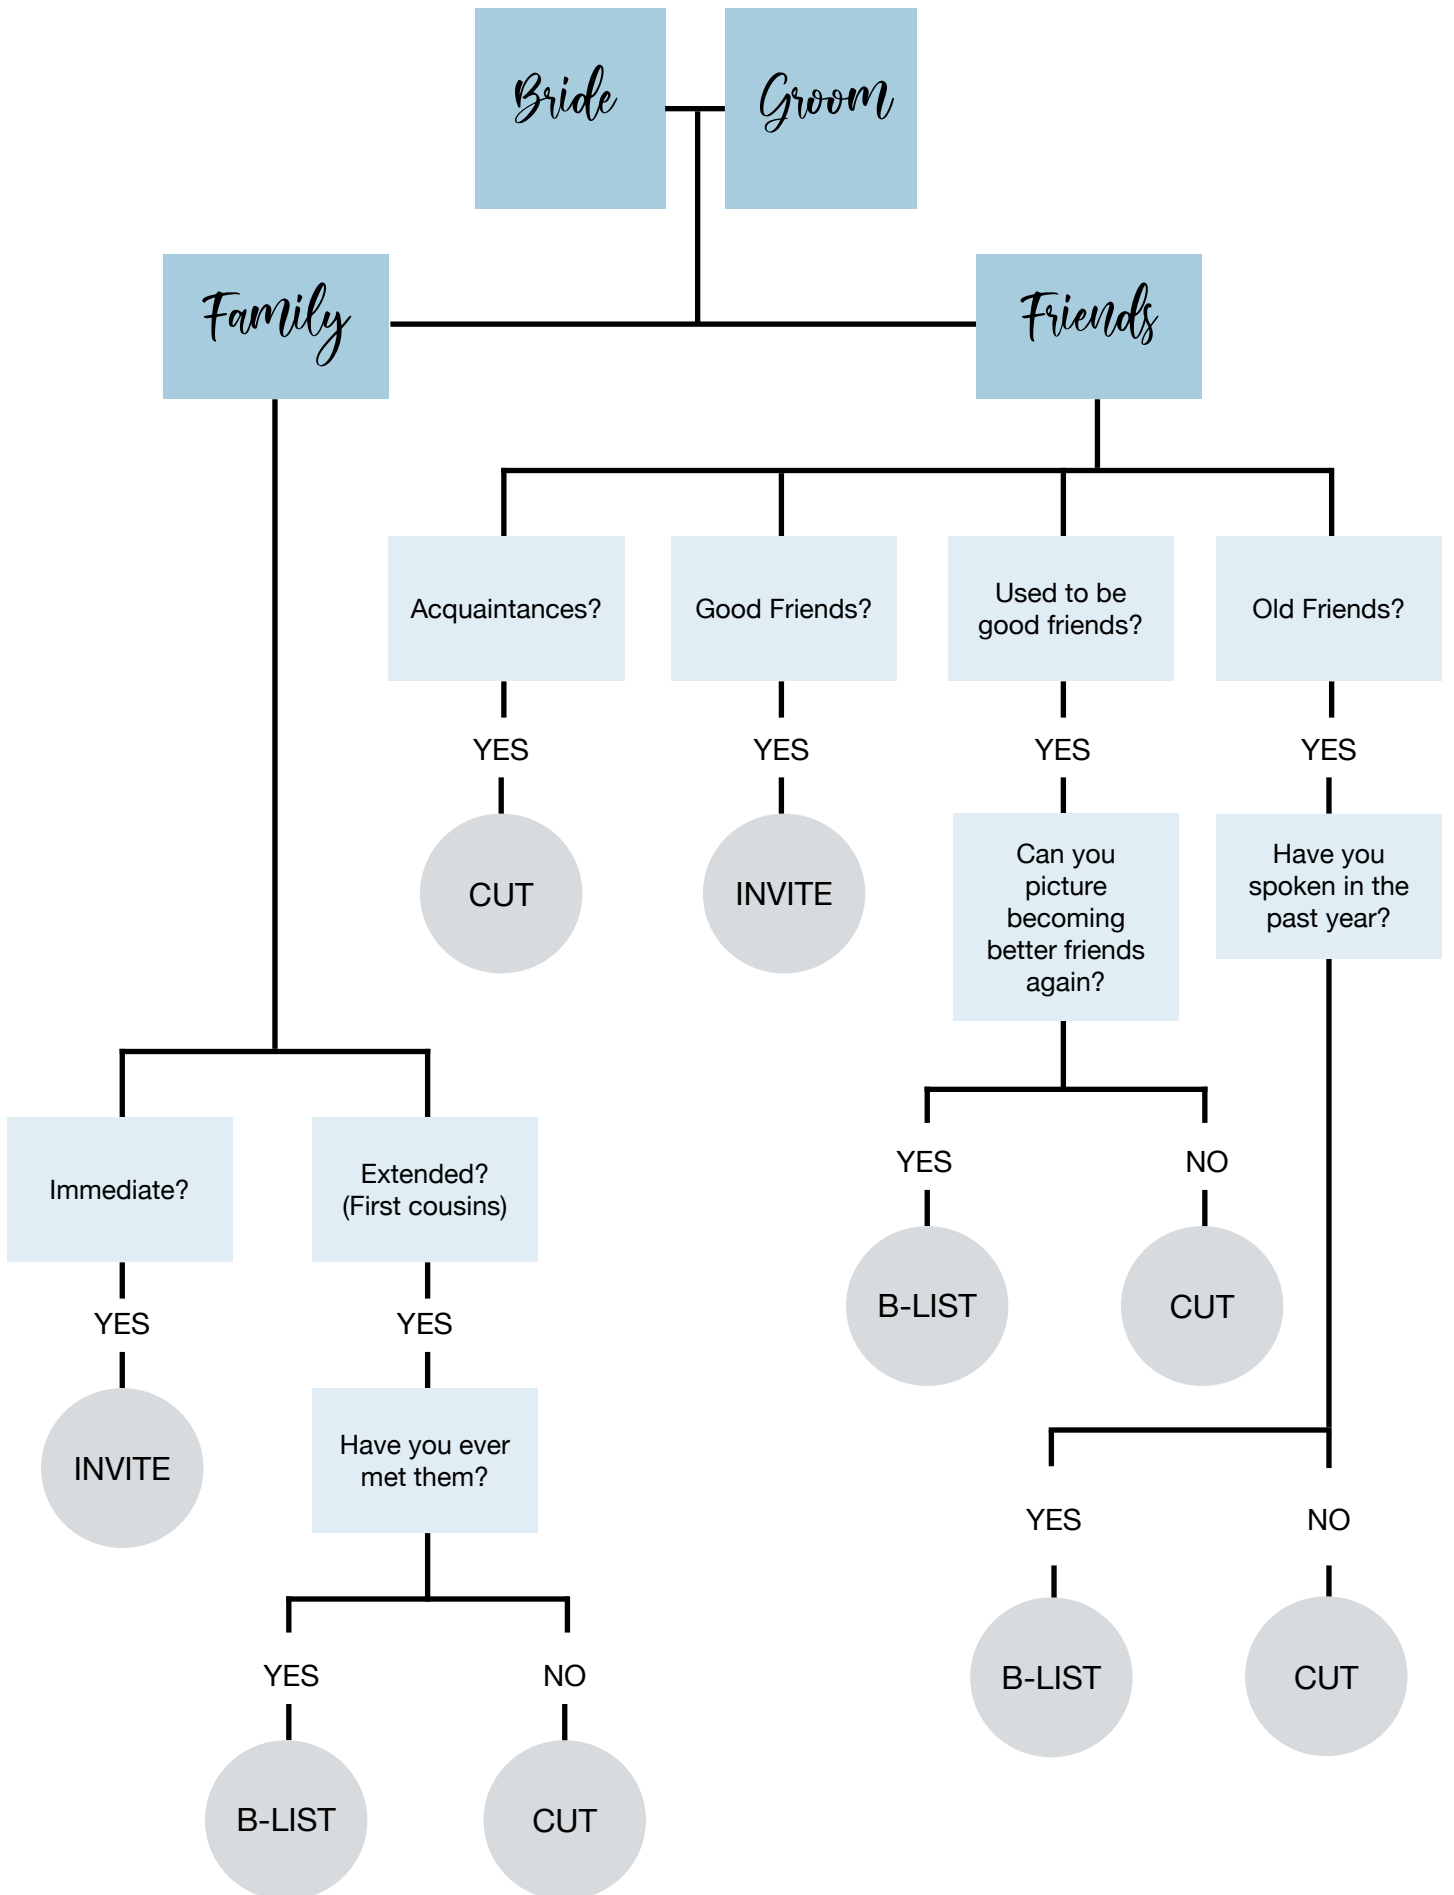 Bride
Groom
Family
Friends
Acquaintances?
Good Friends?
Used to be
good friends?
Old Friends?
YES
YES
YES
YES
CUT
INVITE
Can you
picture
becoming
better friends
again?
Have you
spoken in the
past year?
Immediate?
Extended?
(First cousins)
YES
NO
B-LIST
CUT
YES
YES
INVITE
Have you ever
met them?
YES
NO
B-LIST
CUT
YES
NO
B-LIST
CUT